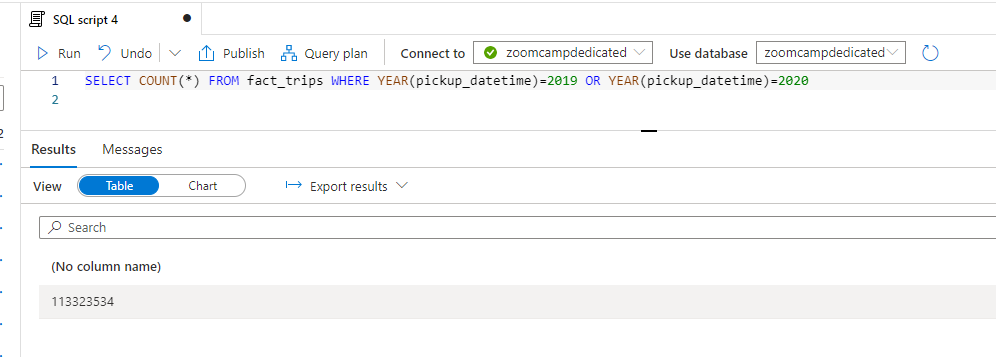 SQL script 4
Run Undo Publish Query plan Connect to zoomcampdedicated Use database zoomcampdedicated
1 SELECT COUNT(*) FROM fact_trips WHERE YEAR(pickup_datetime)=2019 OR YEAR(pickup_datetime)=2020
2
2
Results Messages
View Table Chart Export results
Search
(No column name)
113323534